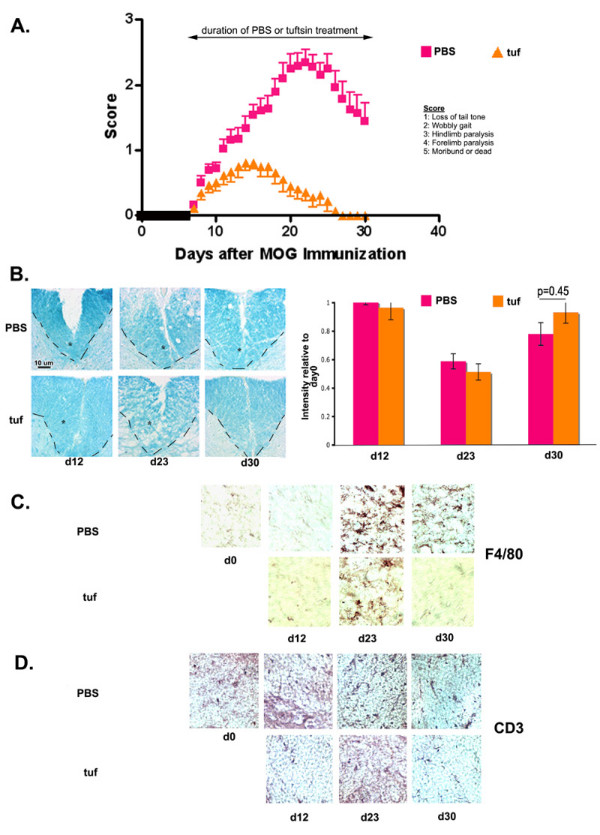 A.
duration of PBS or tuftsin treatment
PBS
tuf
Score
1: Loss of tail tone
2: Wobbly gait
3: Hindlimb paralysis
4: Forelimb paralysis
5: Moribund or dead
Score
3
2
1
0
0
10
20
30
40
Days after MOG Immunization
B.
PBS
tuf
*
*
*
10 um
*
*
d12
d23
d30
PBS
tuf
p=0.45
Intensity relative to
day0
1
0.8
0.6
0.4
0.2
0
d12
d23
d30
C.
PBS
d0
F4/80
tuf
d12
d23
d30
D.
PBS
d0
CD3
tuf
d12
d23
d30